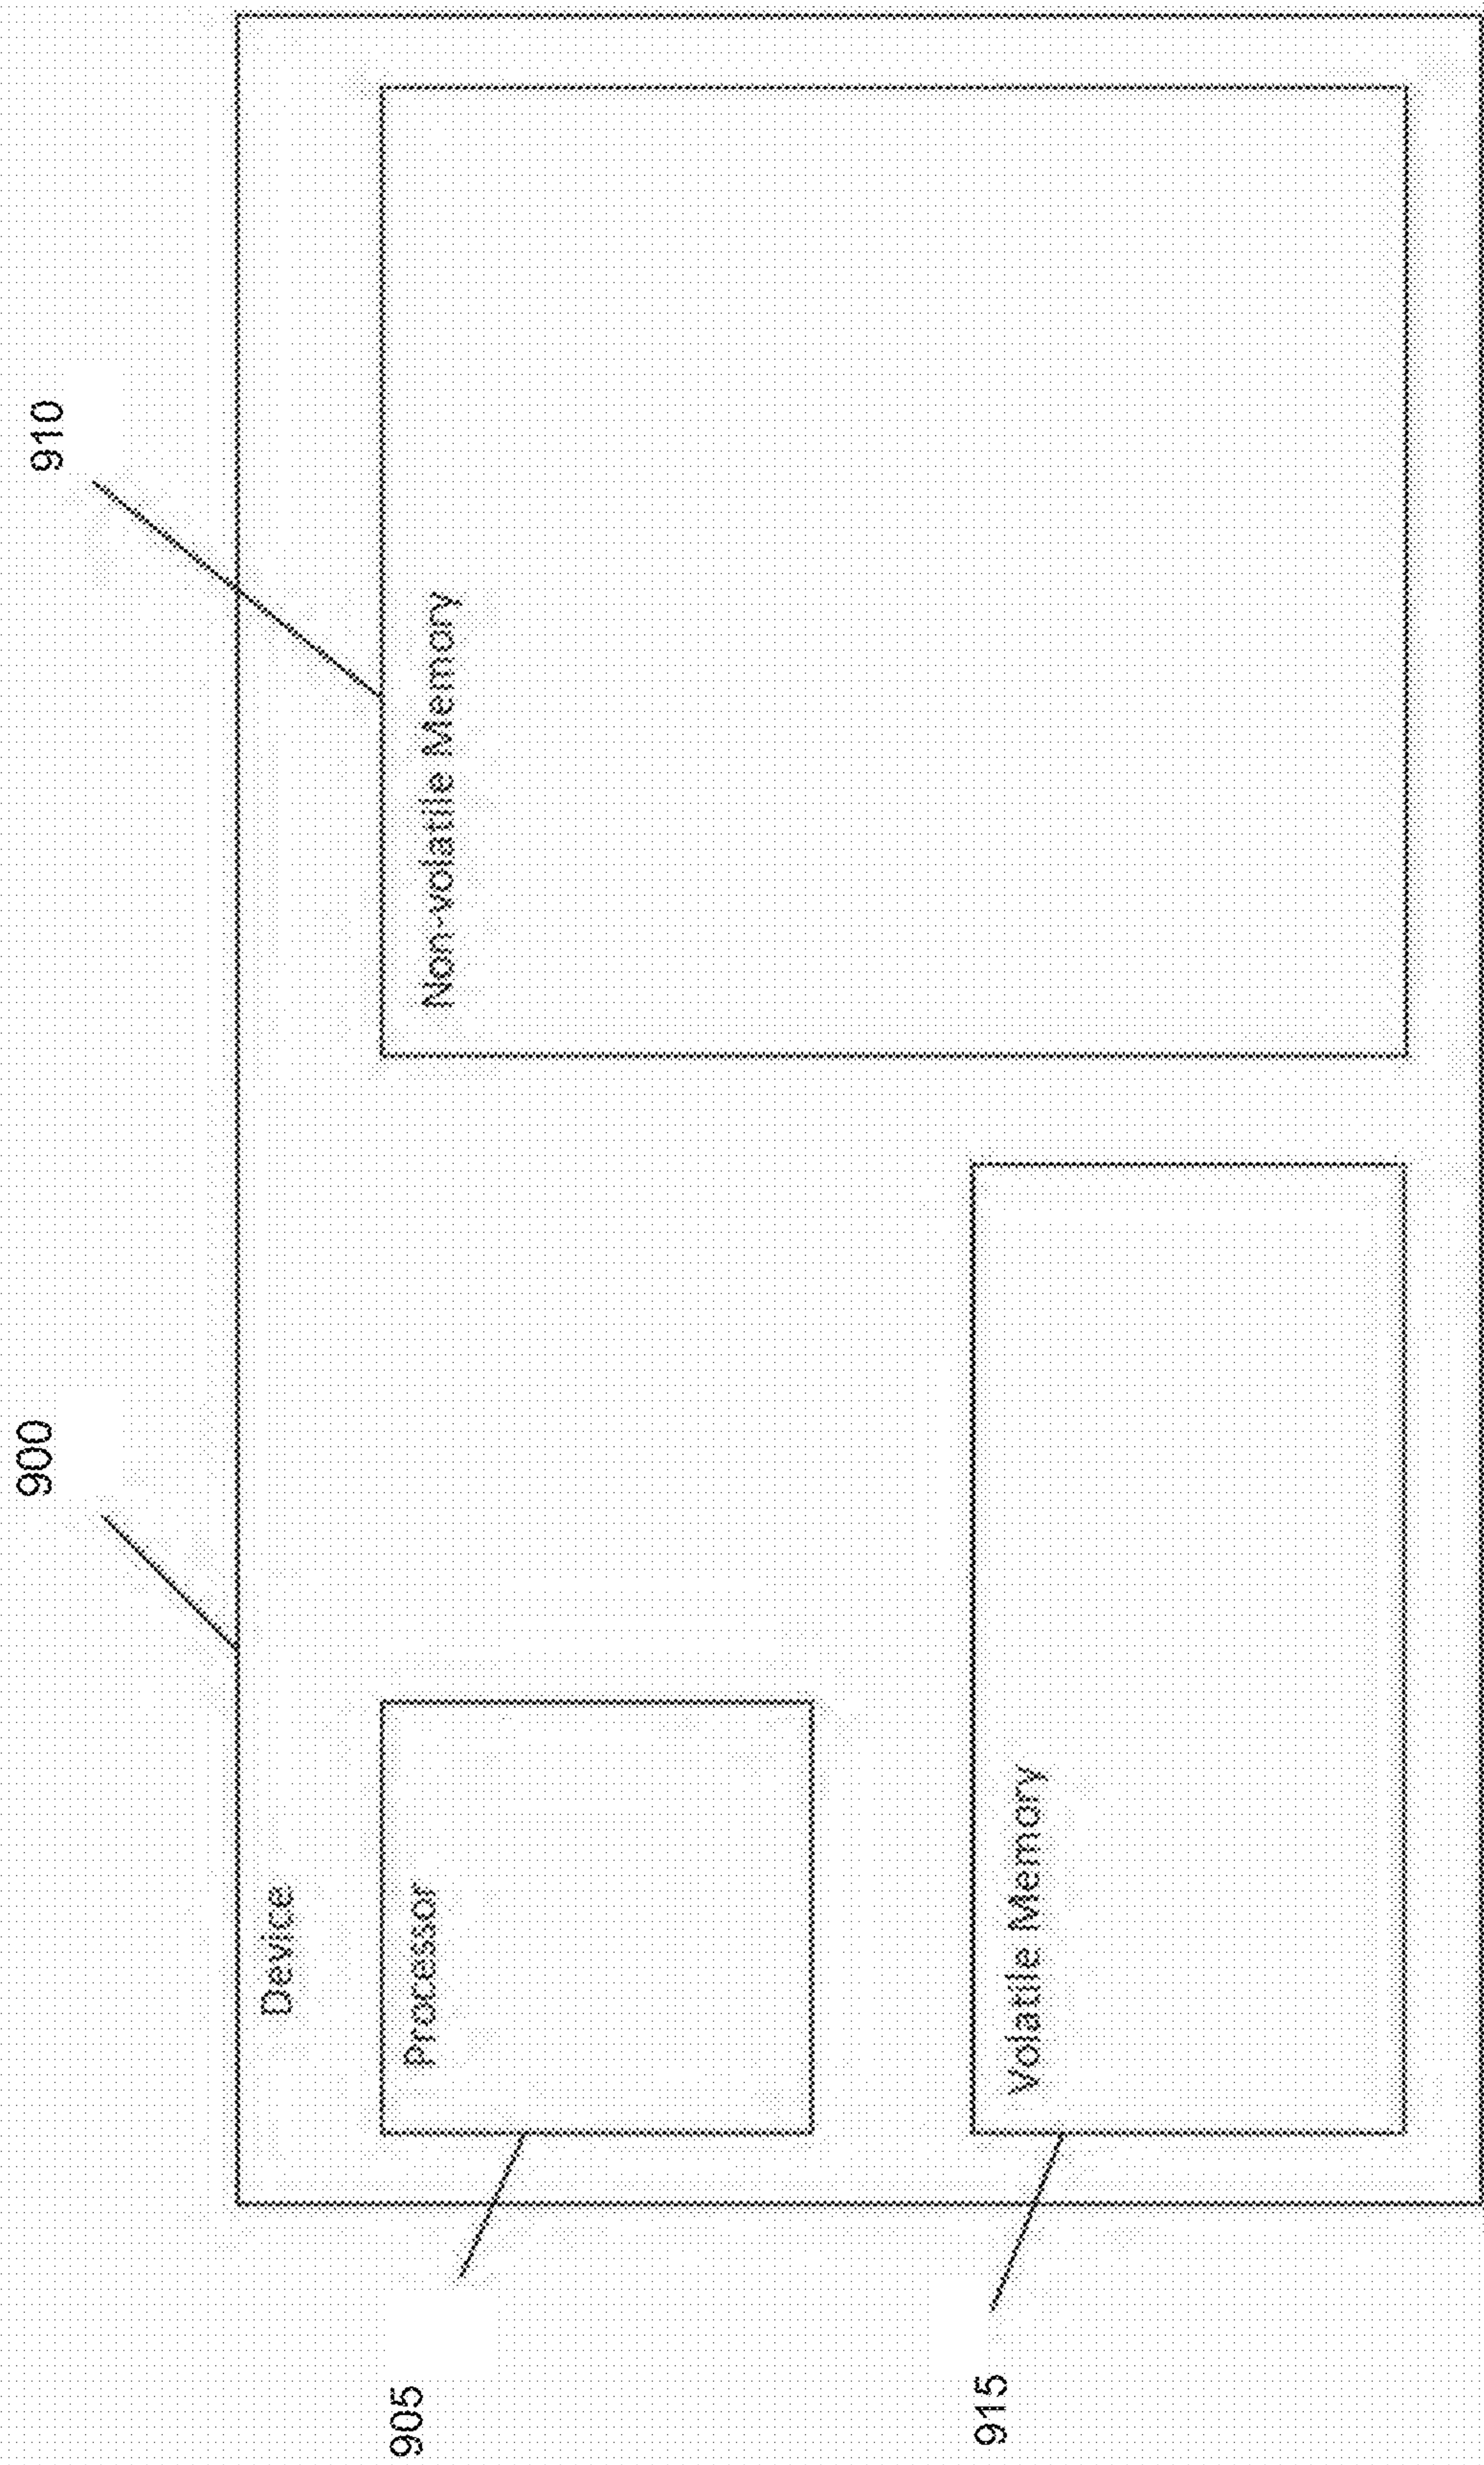 900
910
Device
Processor
Non-volatile Memory
905
Volatile Memory
915